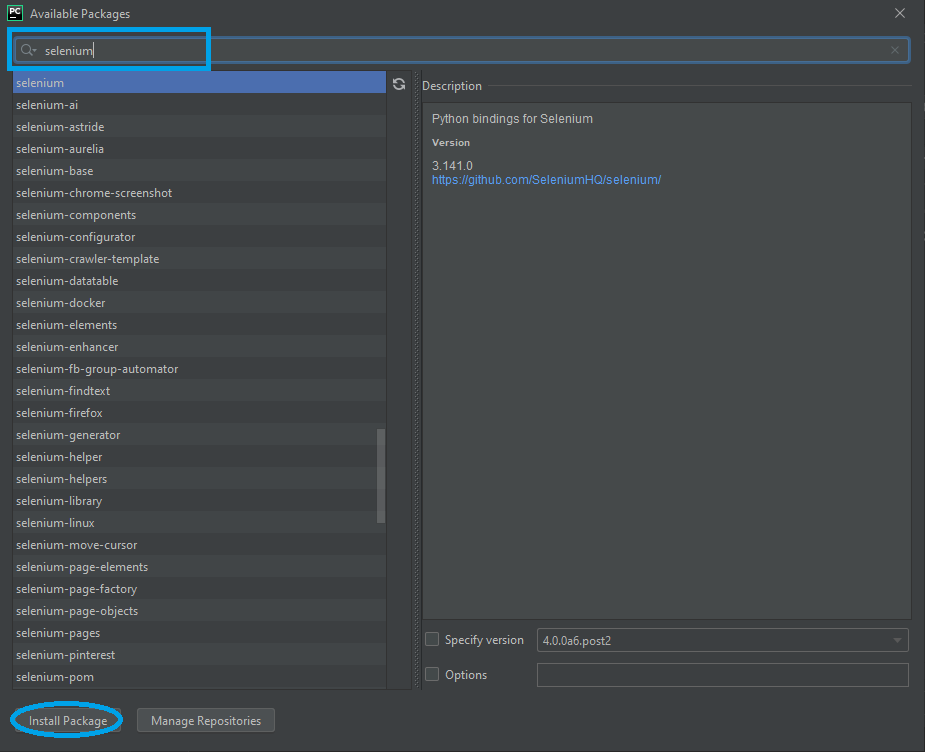 PC Available Packages
selenium
selenium
selenium-ai
selenium-astride
selenium-aurelia
selenium-base
selenium-chrome-screenshot
selenium-components
selenium-configurator
selenium-crawler-template
selenium-datatable
selenium-docker
selenium-elements
selenium-enhancer
selenium-fb-group-automator
selenium-findtext
selenium-firefox
selenium-generator
selenium-helper
selenium-helpers
selenium-library
selenium-linux
selenium-move-cursor
selenium-page-elements
selenium-page-factory
selenium-page-objects
selenium-pages
selenium-pinterest
selenium-pom
Description
Python bindings for Selenium
Version
3.141.0
https://github.com/SeleniumHQ/selenium/
Specify version 4.0.0a6.post2
Options
Install Package Manage Repositories